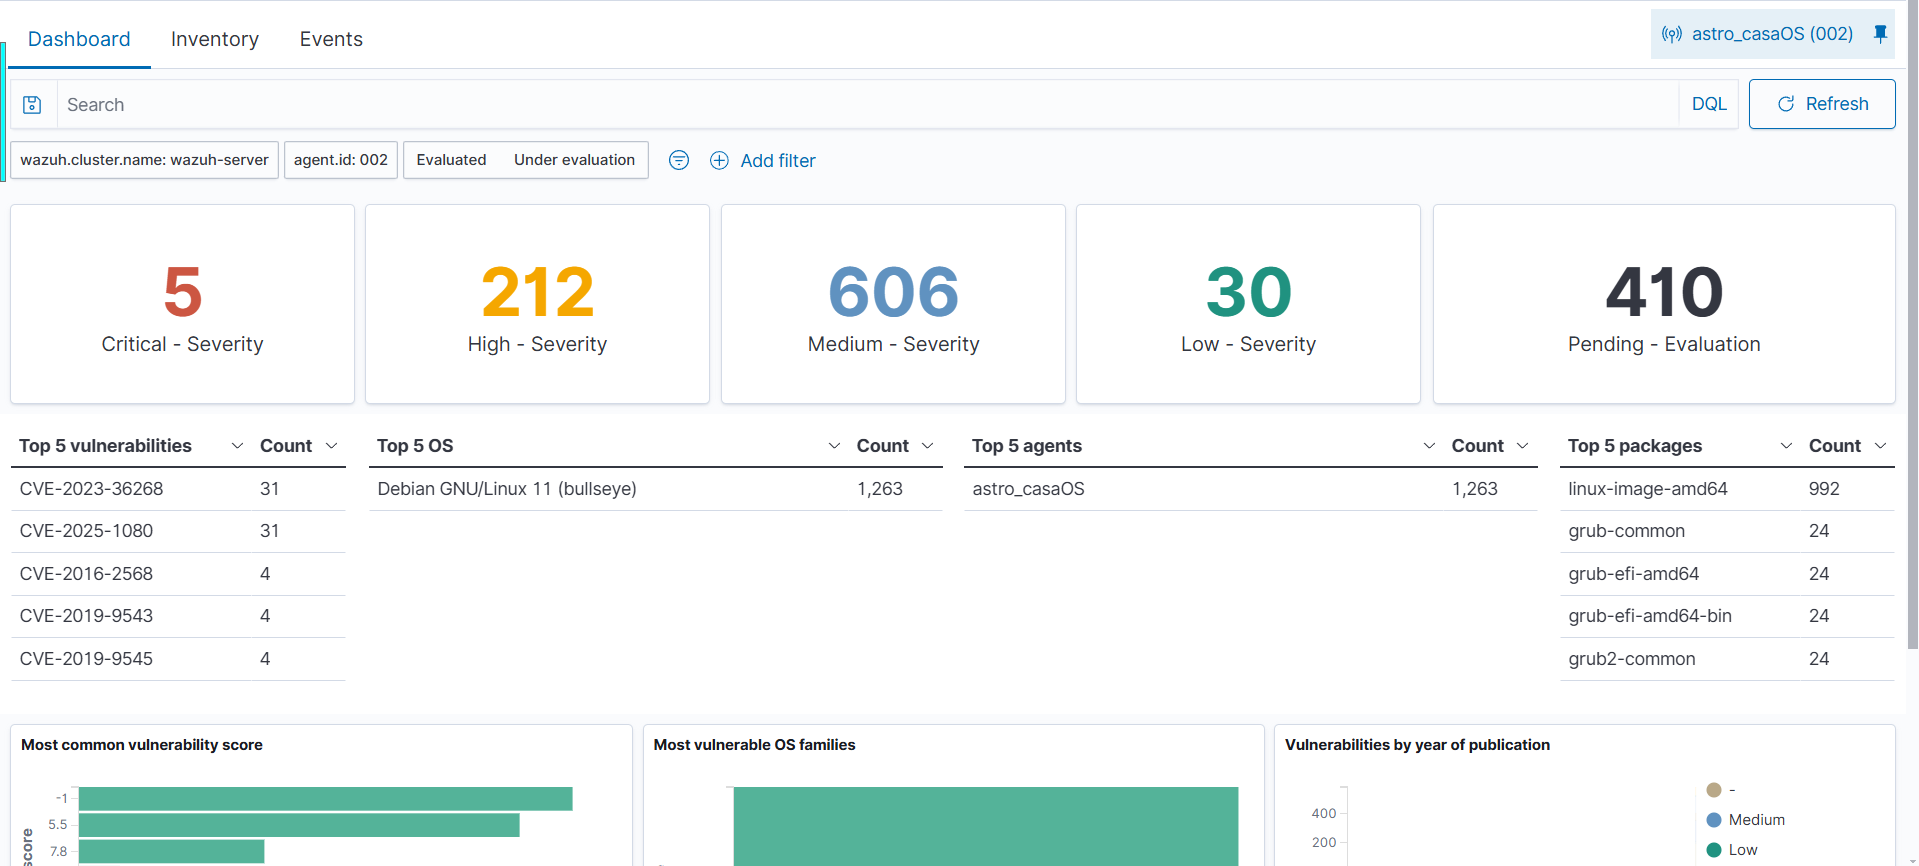 Dashboard Inventory Events astro_casaOS (002)
Search DQL Refresh
wazuh.cluster.name: wazuh-server agent.id: 002 Evaluated Under evaluation Add filter
5 212 606 30 410
Critical - Severity High - Severity Medium - Severity Low - Severity Pending - Evaluation
Top 5 vulnerabilities Count Top 5 OS Count Top 5 agents Count Top 5 packages Count
CVE-2023-36268 31 Debian GNU/Linux 11 (bullseye) 1,263 astro_casaOS 1,263 linux-image-amd64 992
CVE-2025-1080 31 grub-common 24
CVE-2016-2568 4 grub-efi-amd64 24
CVE-2019-9543 4 grub-efi-amd64-bin 24
CVE-2019-9545 4 grub2-common 24
Most common vulnerability score Most vulnerable OS families Vulnerabilities by year of publication
-1 -
5.5 400 Medium
7.8 200 Low
score